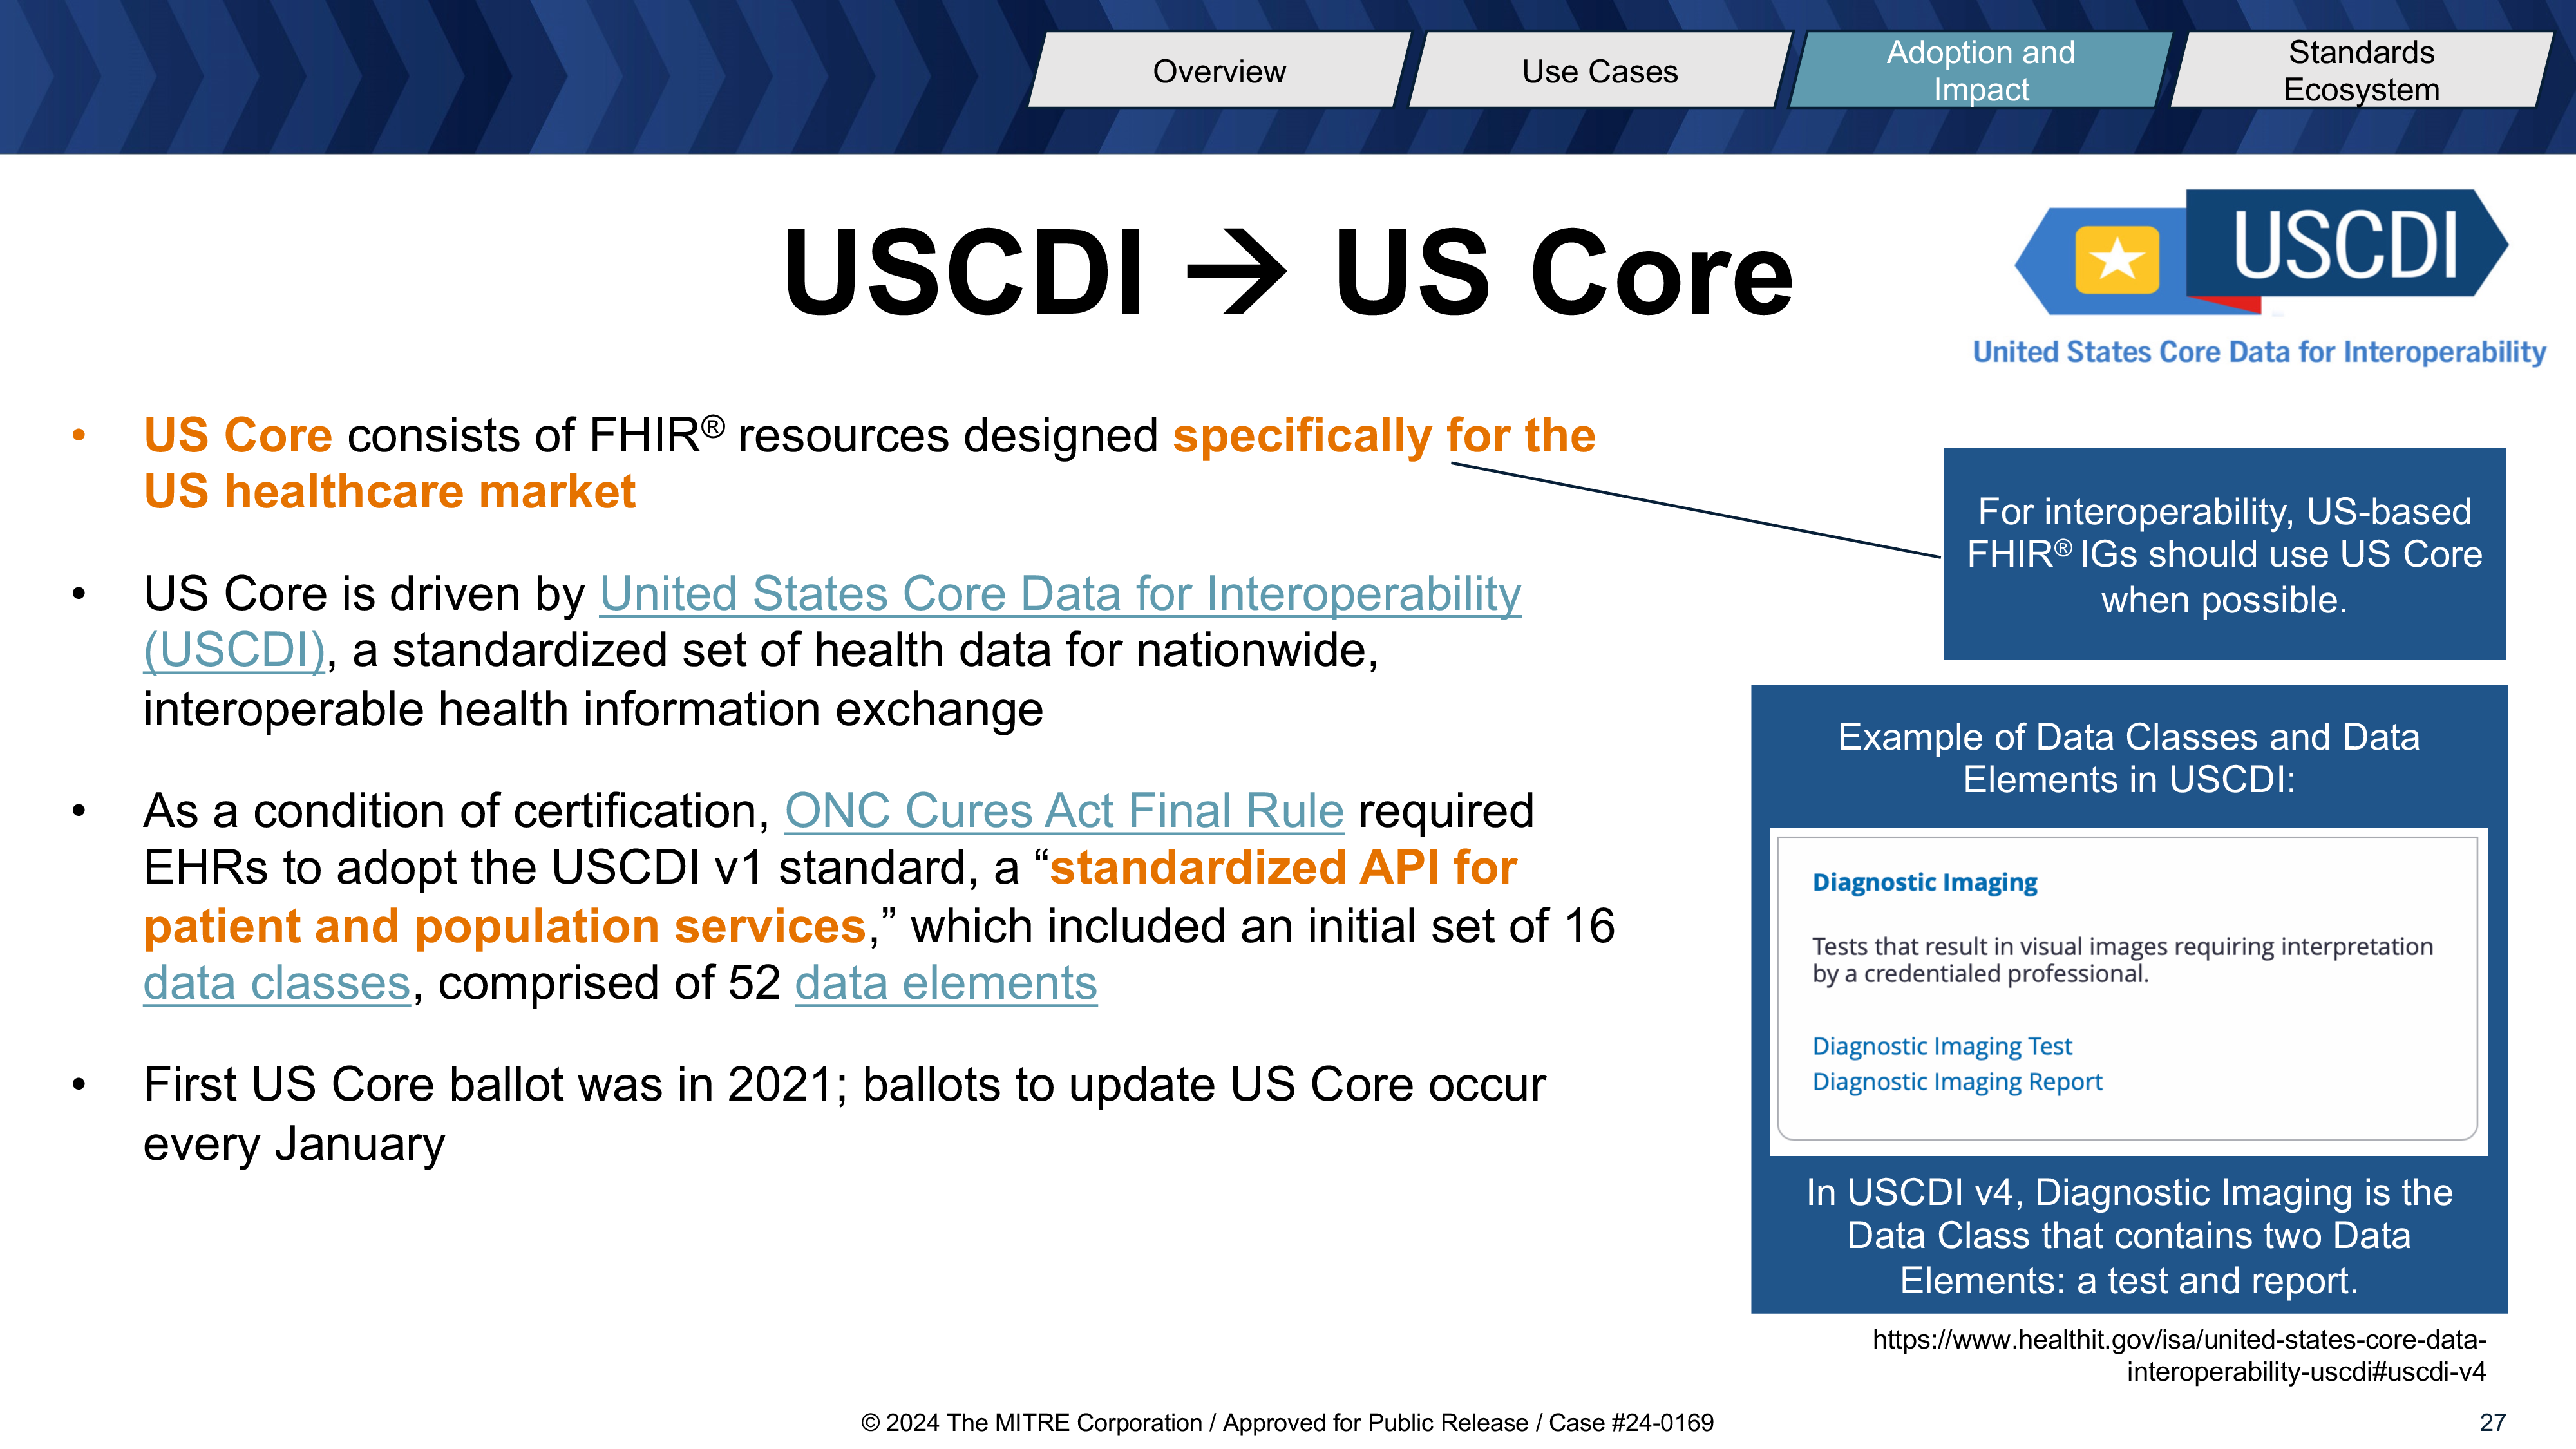 Overview
Use Cases
Adoption and
Impact
Standards
Ecosystem
USCDI → US Core
USCDI
United States Core Data for Interoperability
• US Core consists of FHIR® resources designed specifically for the
US healthcare market
• US Core is driven by United States Core Data for Interoperability
(USCDI), a standardized set of health data for nationwide,
interoperable health information exchange
• As a condition of certification, ONC Cures Act Final Rule required
EHRs to adopt the USCDI v1 standard, a “standardized API for
patient and population services,” which included an initial set of 16
data classes, comprised of 52 data elements
• First US Core ballot was in 2021; ballots to update US Core occur
every January
For interoperability, US-based
FHIR® IGs should use US Core
when possible.
Example of Data Classes and Data
Elements in USCDI:
Diagnostic Imaging
Tests that result in visual images requiring interpretation
by a credentialed professional.
Diagnostic Imaging Test
Diagnostic Imaging Report
In USCDI v4, Diagnostic Imaging is the
Data Class that contains two Data
Elements: a test and report.
https://www.healthit.gov/isa/united-states-core-data-
interoperability-uscdi#uscdi-v4
© 2024 The MITRE Corporation / Approved for Public Release / Case #24-0169
27